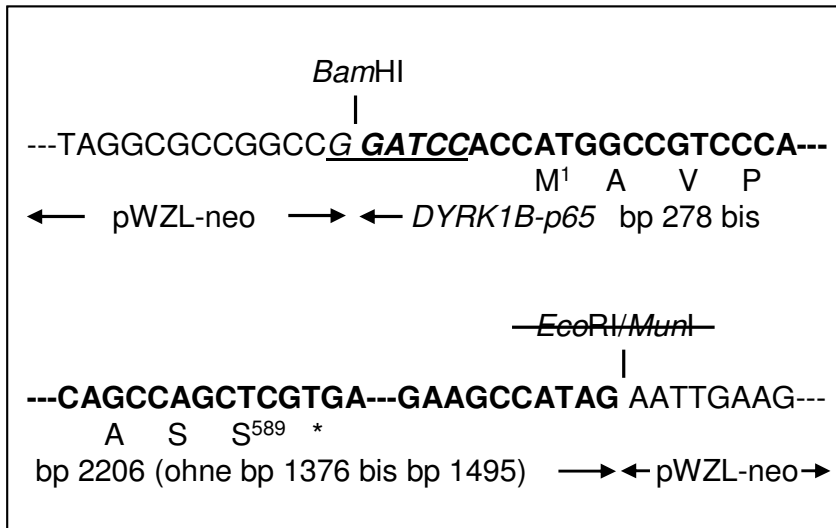 BamHI
---TAGGCGCCGGCCG GATCCACCATGGCCGTCCCA---
M¹ A V P
pWZL-neo DYRK1B-p65 bp 278 bis
EcoRI/MunI
---CAGCCAGCTCGTGA---GAAGCCATAG AATTGAAG---
A S S⁵⁸⁹ *
bp 2206 (ohne bp 1376 bis bp 1495) pWZL-neo